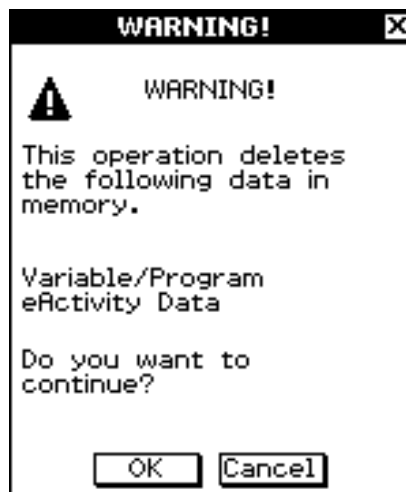 WARNING! X
WARNING!
This operation deletes
the following data in
memory.
Variable/Program
eActivity Data
Do you want to
continue?
OK Cancel